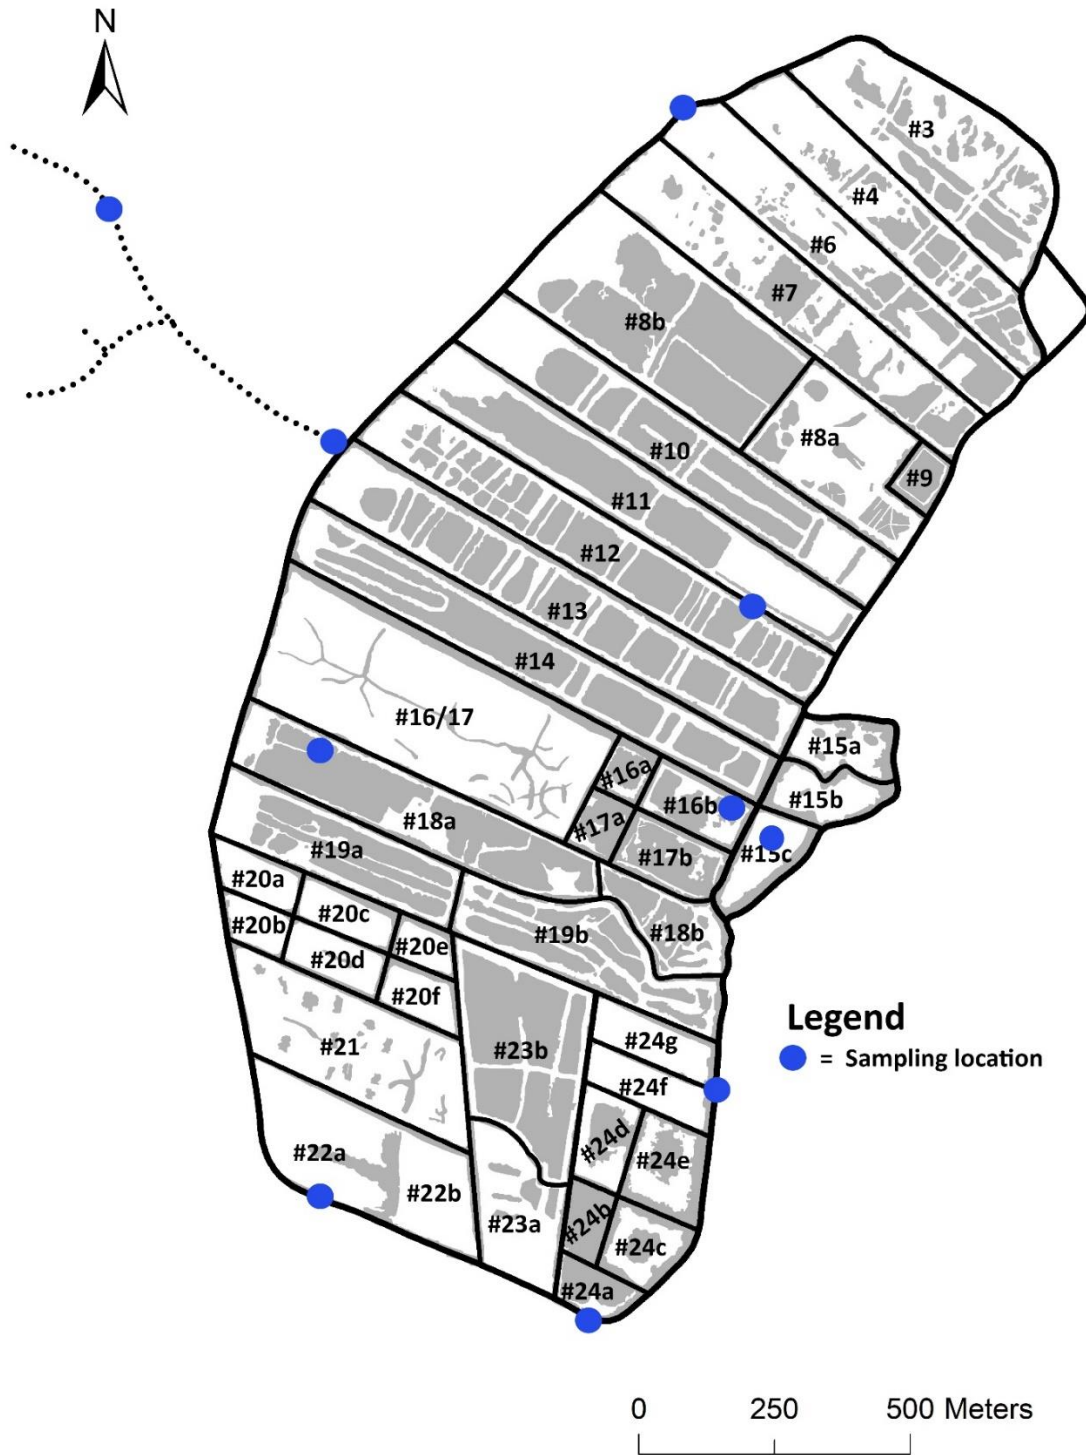 N
#3
#4
#6
#7
#8b
#8a
#9
#10
#11
#12
#13
#14
#16/17
#15a
#15b
#15c
#16a
#16b
#17a
#17b
#18a
#18b
#19a
#19b
#20a
#20c
#20b
#20e
#20d
#20f
#21
#23b
#24g
#24f
#24d
#24e
#22a
#22b
#23a
#24b
#24c
#24a
Legend
= Sampling location
0 250 500 Meters